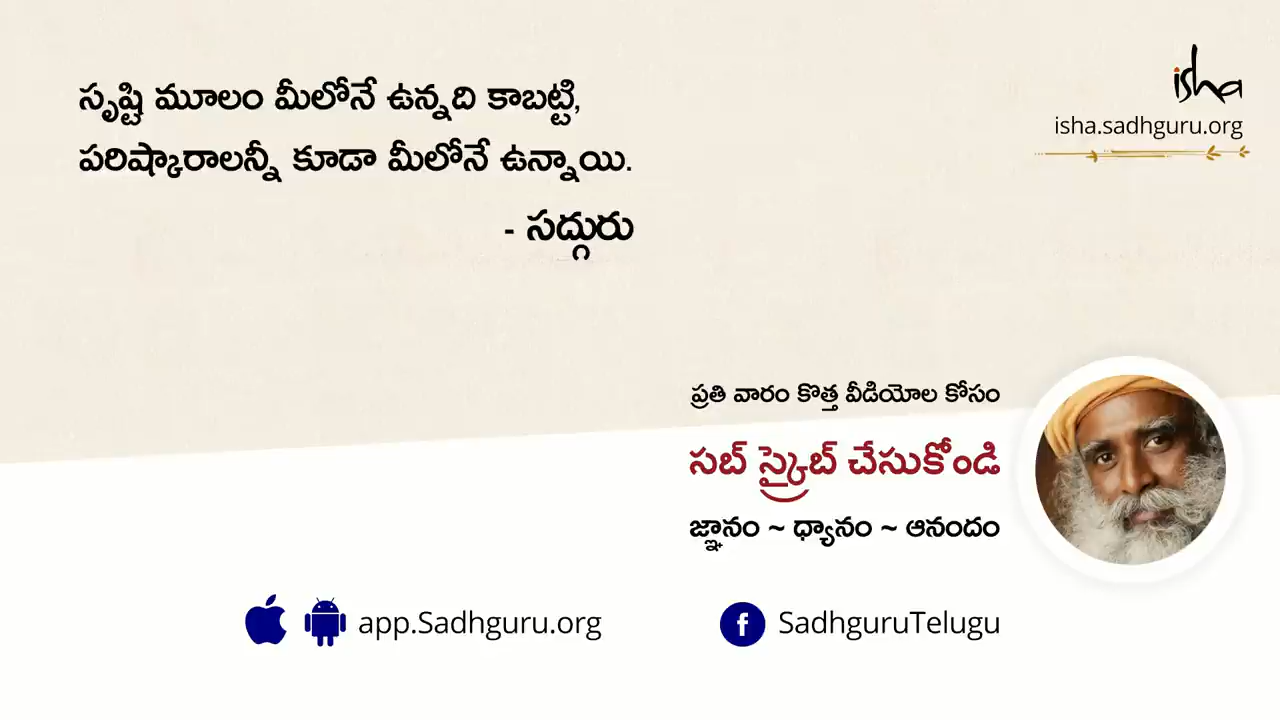 సృష్టి మూలం మీలోనే ఉన్నది కాబట్టి,
పరిష్కారాలన్నీ కూడా మీలోనే ఉన్నాయి.
- సద్గురు
isha
isha.sadhguru.org
ప్రతి వారం కొత్త వీడియోల కోసం
సబ్ స్క్రైబ్ చేసుకోండి
జ్ఞానం ~ ధ్యానం ~ ఆనందం
app.Sadhguru.org
f SadhguruTelugu